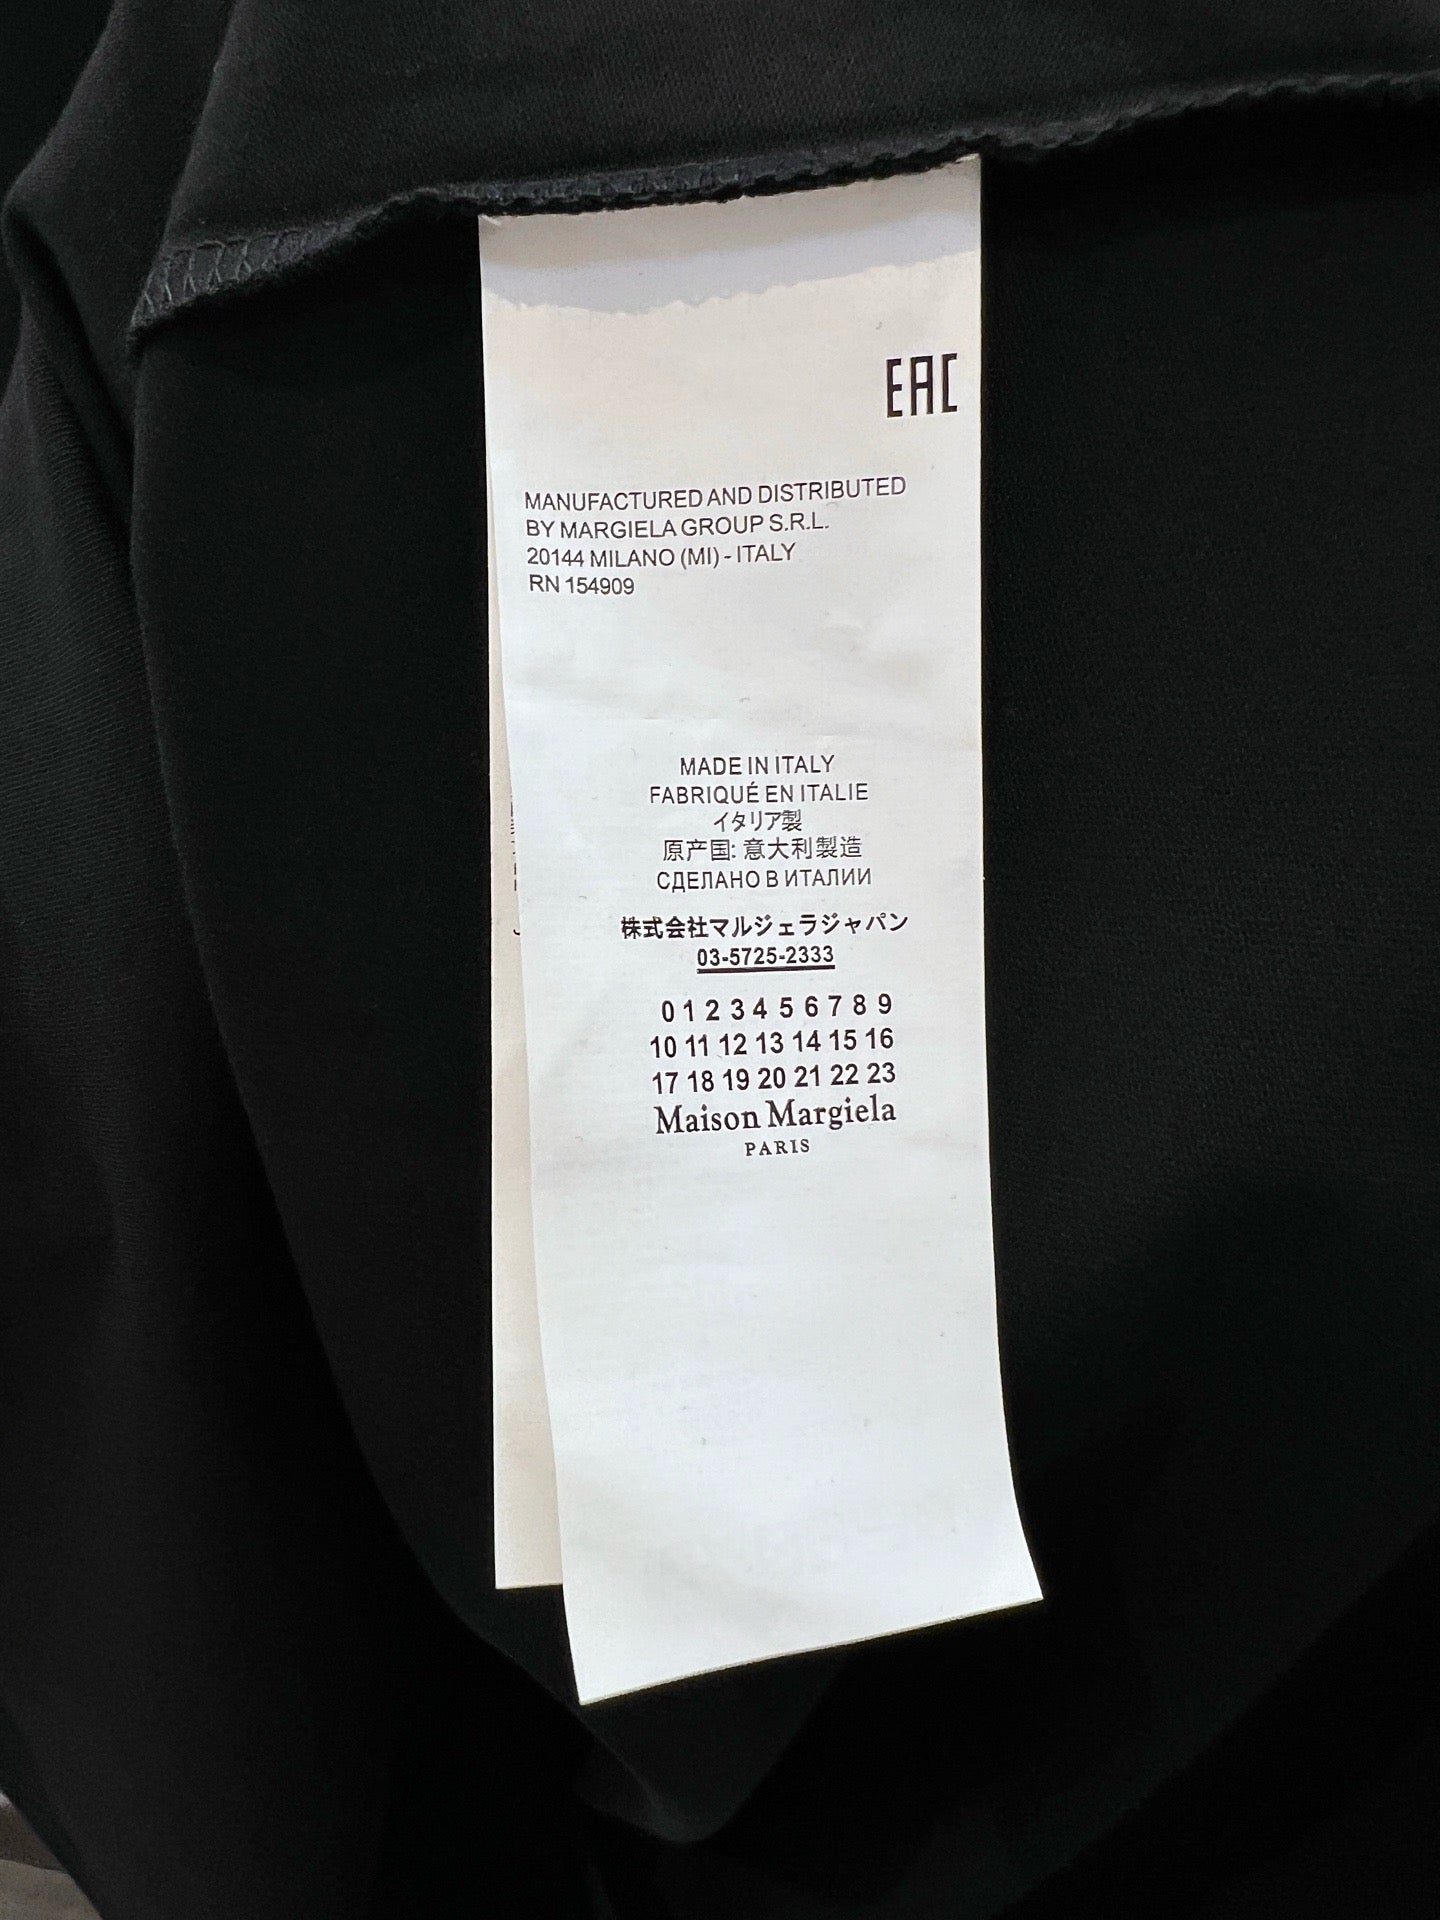 EAC
MANUFACTURED AND DISTRIBUTED
BY MARGIELA GROUP S.R.L.
20144 MILANO (MI) - ITALY
RN 154909
MADE IN ITALY
FABRIQUÉ EN ITALIE
イタリア製
原产国: 意大利製造
СДЕЛАНО В ИТАЛИИ
株式会社マルジェラジャパン
03-5725-2333
0 1 2 3 4 5 6 7 8 9
10 11 12 13 14 15 16
17 18 19 20 21 22 23
Maison Margiela
PARIS